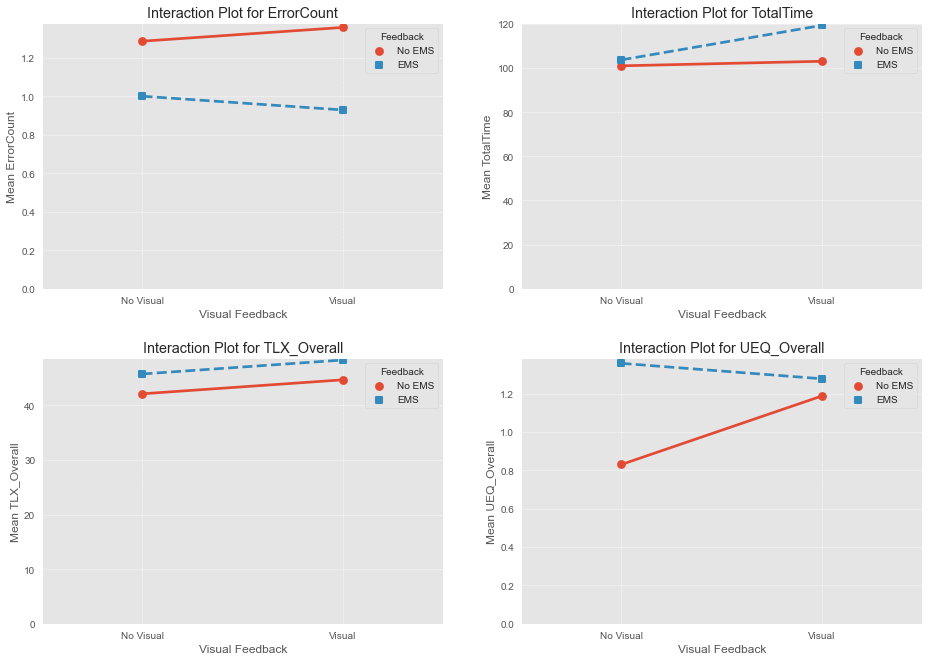 Interaction Plot for ErrorCount
Mean ErrorCount
1.2
1.0
0.8
0.6
0.4
0.2
0.0
Feedback
No EMS
EMS
No Visual
Visual
Visual Feedback
Interaction Plot for TotalTime
Mean TotalTime
120
100
80
60
40
20
0
Feedback
No EMS
EMS
No Visual
Visual
Visual Feedback
Interaction Plot for TLX_Overall
Mean TLX_Overall
40
30
20
10
0
Feedback
No EMS
EMS
No Visual
Visual
Visual Feedback
Interaction Plot for UEQ_Overall
Mean UEQ_Overall
1.2
1.0
0.8
0.6
0.4
0.2
0.0
Feedback
No EMS
EMS
No Visual
Visual
Visual Feedback